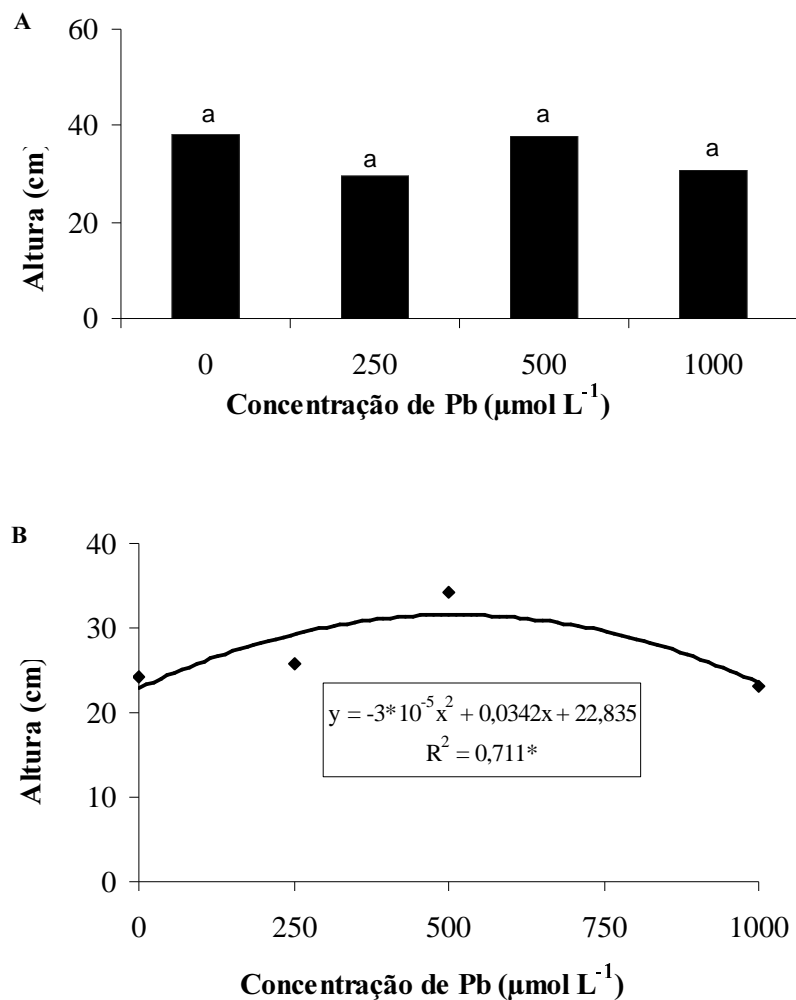 A
60
40
20
0
Altura (cm)
a
a
a
a
0 250 500 1000
Concentração de Pb (µmol L⁻¹)
B
40
30
20
10
0
Altura (cm)
y = -3*10⁻⁵x² + 0,0342x + 22,835
R² = 0,711*
0 250 500 750 1000
Concentração de Pb (µmol L⁻¹)